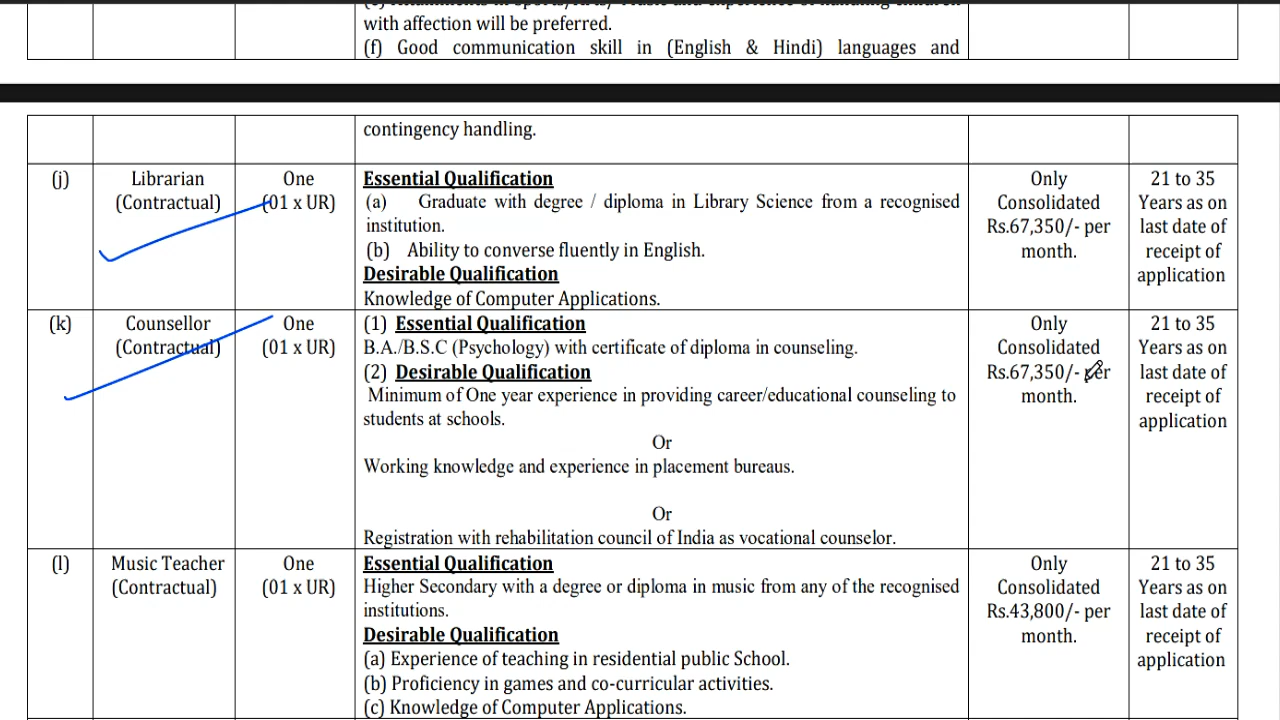 with affection will be preferred.
(f) Good communication skill in (English & Hindi) languages and
contingency handling.
(j)
Librarian
(Contractual)
One
(01 x UR)
Essential Qualification
(a) Graduate with degree / diploma in Library Science from a recognised
institution.
(b) Ability to converse fluently in English.
Desirable Qualification
Knowledge of Computer Applications.
Only
Consolidated
Rs.67,350/- per
month.
21 to 35
Years as on
last date of
receipt of
application
(k)
Counsellor
(Contractual)
One
(01 x UR)
(1) Essential Qualification
B.A./B.S.C (Psychology) with certificate of diploma in counseling.
(2) Desirable Qualification
Minimum of One year experience in providing career/educational counseling to
students at schools.
Or
Working knowledge and experience in placement bureaus.
Or
Registration with rehabilitation council of India as vocational counselor.
Only
Consolidated
Rs.67,350/- per
month.
21 to 35
Years as on
last date of
receipt of
application
(l)
Music Teacher
(Contractual)
One
(01 x UR)
Essential Qualification
Higher Secondary with a degree or diploma in music from any of the recognised
institutions.
Desirable Qualification
(a) Experience of teaching in residential public School.
(b) Proficiency in games and co-curricular activities.
(c) Knowledge of Computer Applications.
Only
Consolidated
Rs.43,800/- per
month.
21 to 35
Years as on
last date of
receipt of
application